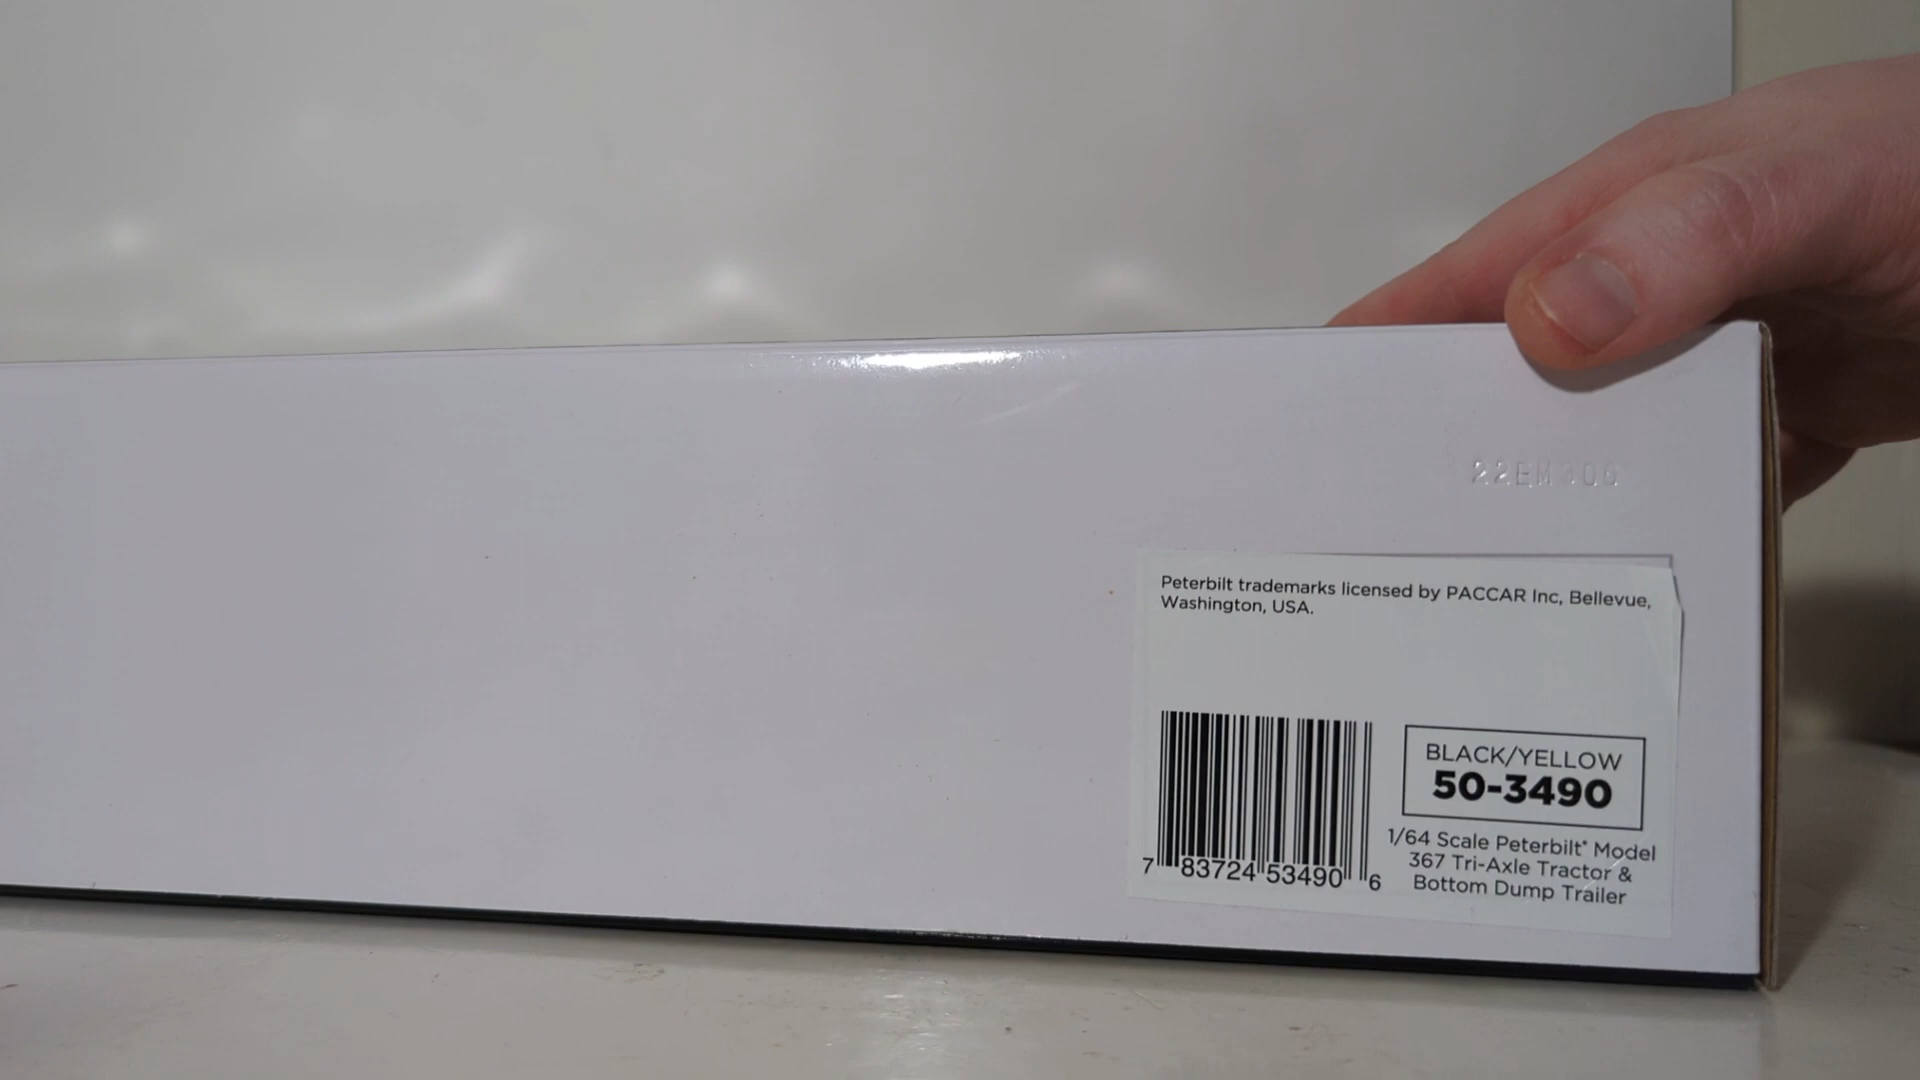 22EM306
Peterbilt trademarks licensed by PACCAR Inc, Bellevue,
Washington, USA.
BLACK/YELLOW
50-3490
1/64 Scale Peterbilt® Model
367 Tri-Axle Tractor &
Bottom Dump Trailer
7 83724 53490 6